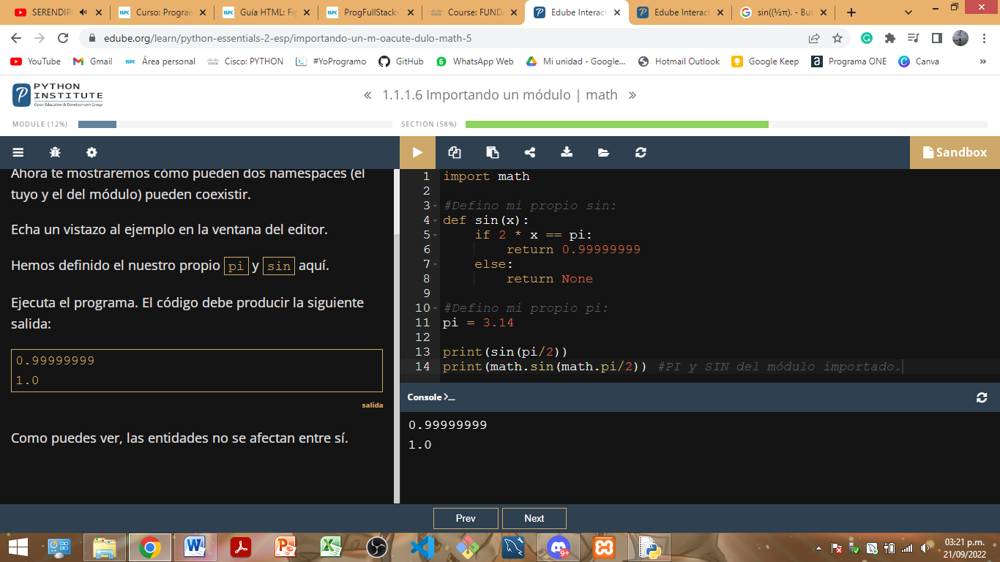 SERENDIP
Curso: Program
Guía HTML: Fig
ProgFullStack-
Course: FUNDA
Edube Interact
Edube Interact
sin((½π). - Bus
edube.org/learn/python-essentials-2-esp/importando-un-m-oacute-dulo-math-5
YouTube
Gmail
Área personal
Cisco: PYTHON
#YoProgramo
GitHub
WhatsApp Web
Mi unidad - Google...
Hotmail Outlook
Google Keep
Programa ONE
Canva
»
PYTHON
INSTITUTE
Open Education & Development Group
« 1.1.1.6 Importando un módulo | math »
MODULE (12%)
SECTION (58%)
Sandbox
Ahora te mostraremos cómo pueden dos namespaces (el
tuyo y el del módulo) pueden coexistir.
Echa un vistazo al ejemplo en la ventana del editor.
Hemos definido el nuestro propio pi y sin aquí.
Ejecuta el programa. El código debe producir la siguiente
salida:
0.99999999
1.0
salida
Como puedes ver, las entidades no se afectan entre sí.
1 import math
2
3 #Defino mi propio sin:
4 def sin(x):
5     if 2 * x == pi:
6         return 0.99999999
7     else:
8         return None
9
10 #Defino mi propio pi:
11 pi = 3.14
12
13 print(sin(pi/2))
14 print(math.sin(math.pi/2)) #PI y SIN del módulo importado.
Console >_
0.99999999
1.0
Prev
Next
9+
03:21 p.m.
21/09/2022